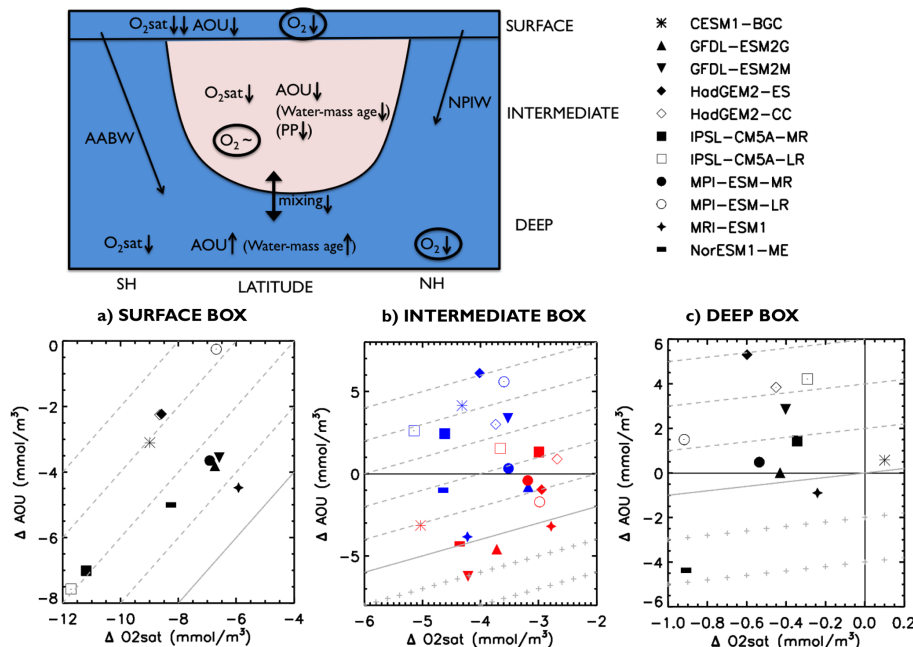 O2sat↓↓ AOU↓ O2↓ SURFACE
O2sat↓ AOU↓
(Water-mass age↓)
(PP↓)
O2~
NPIW
INTERMEDIATE
AABW
mixing↓
DEEP
O2sat↓ AOU↑ (Water-mass age↑) O2↓
SH LATITUDE NH
CESM1-BGC
GFDL-ESM2G
GFDL-ESM2M
HadGEM2-ES
HadGEM2-CC
IPSL-CM5A-MR
IPSL-CM5A-LR
MPI-ESM-MR
MPI-ESM-LR
MRI-ESM1
NorESM1-ME
a) SURFACE BOX
0
-2
-4
-6
-8
Δ AOU (mmol/m³)
-12 -10 -8 -6 -4
Δ O2sat (mmol/m³)
b) INTERMEDIATE BOX
5
0
-5
Δ AOU (mmol/m³)
-6 -5 -4 -3 -2
Δ O2sat (mmol/m³)
c) DEEP BOX
6
4
2
0
-2
-4
-6
Δ AOU (mmol/m³)
-1.0 -0.8 -0.6 -0.4 -0.2 0.0 0.2
Δ O2sat (mmol/m³)